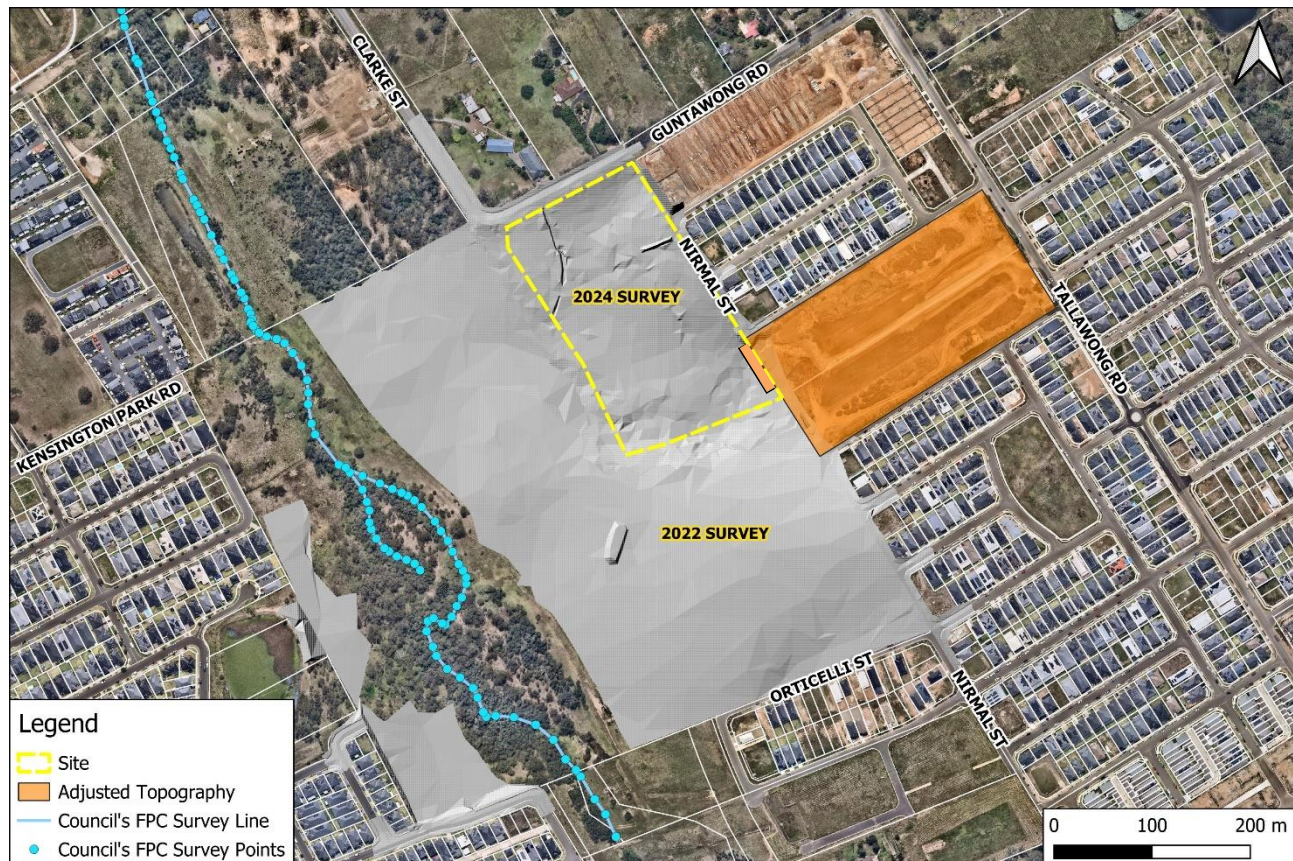 CLARKE ST
GUNTAWONG RD
2024 SURVEY
NIRMAL ST
TALLAWONG RD
KENSINGTON PARK RD
2022 SURVEY
ORTICELLI ST
NIRMAL ST
Legend
Site
Adjusted Topography
Council's FPC Survey Line
Council's FPC Survey Points
0 100 200 m